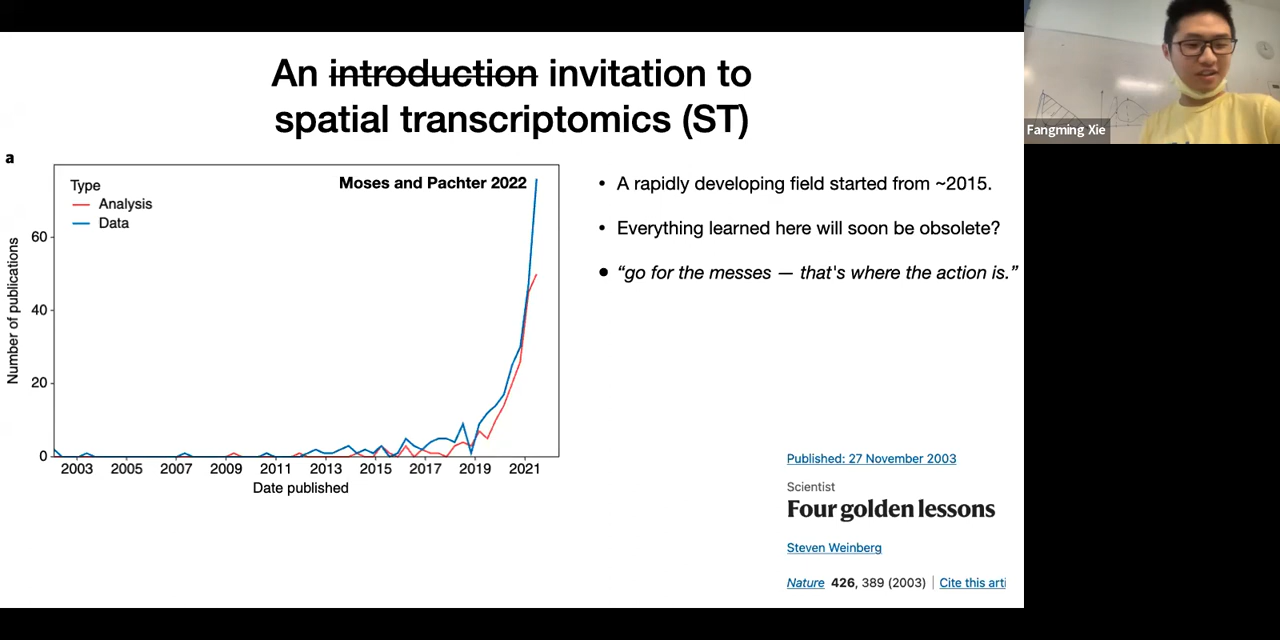 An introduction invitation to
spatial transcriptomics (ST)
a
Moses and Pachter 2022
Type
Analysis
Data
Number of publications
60
40
20
0
2003 2005 2007 2009 2011 2013 2015 2017 2019 2021
Date published
• A rapidly developing field started from ~2015.
• Everything learned here will soon be obsolete?
• “go for the messes — that's where the action is.”
Published: 27 November 2003
Scientist
Four golden lessons
Steven Weinberg
Nature 426, 389 (2003) | Cite this arti
Fangming Xie